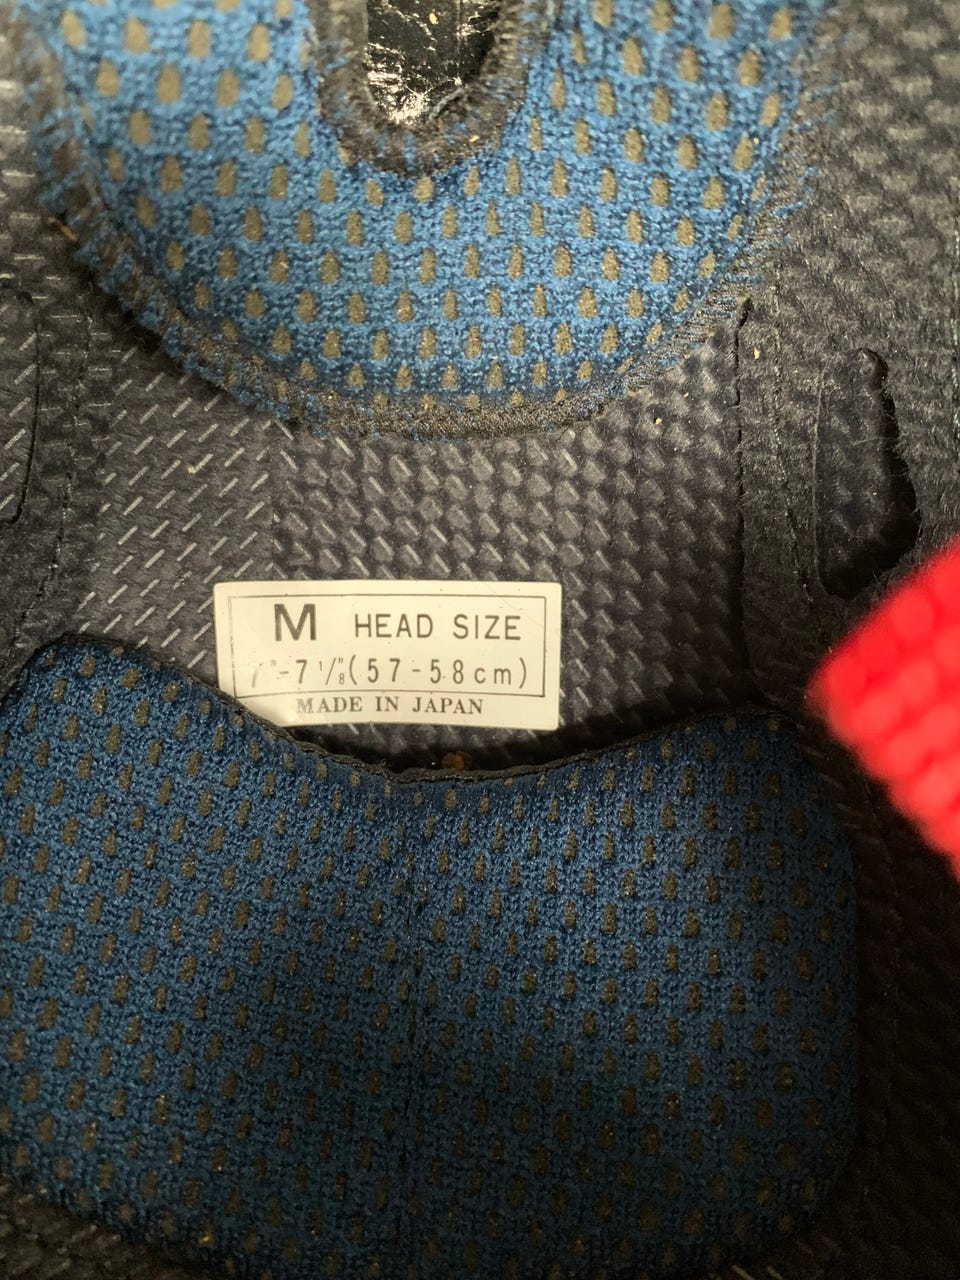 M HEAD SIZE
7"-7 1/8"(57-58cm)
MADE IN JAPAN